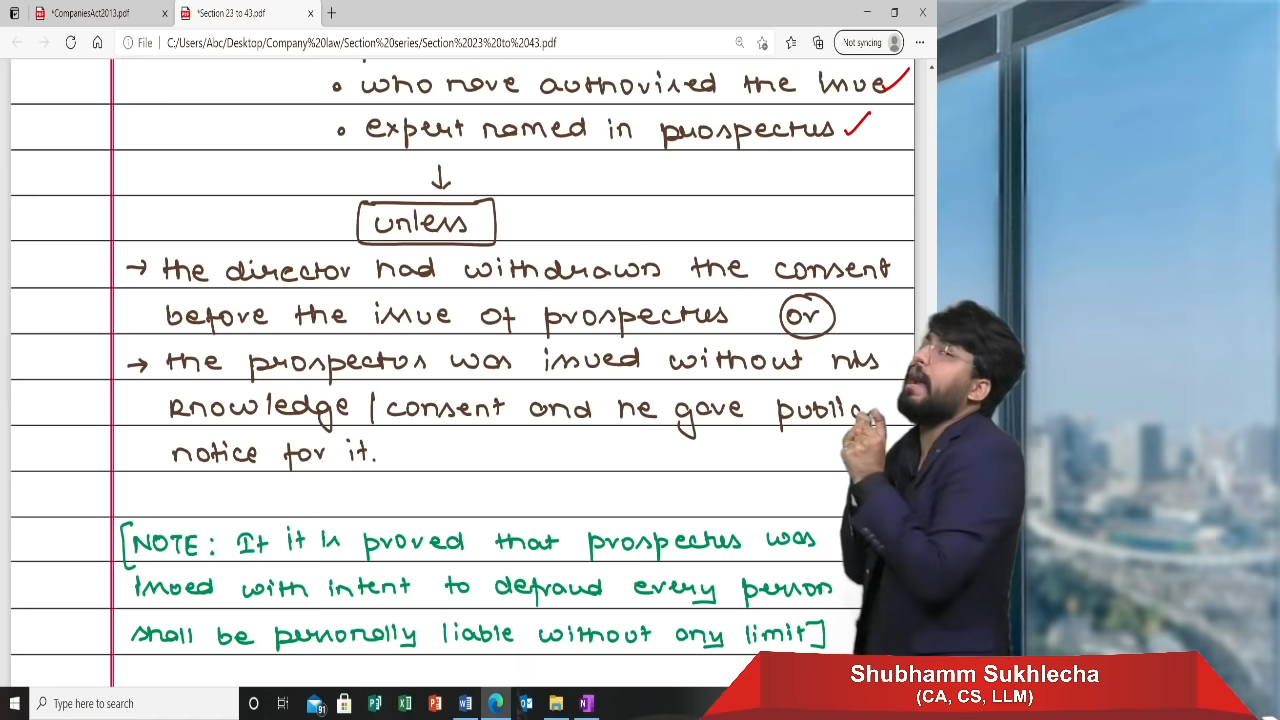 *CompaniesAct2013.pdf
*Section 23 to 43.pdf
File
C:/Users/Abc/Desktop/Company%20law/Section%20series/Section%2023%20to%2043.pdf
Not syncing
• who have authorised the issue
• expert named in prospectus
unless
→ the director had withdrawn the consent
before the issue of prospectus or
→ the prospectus was issued without his
knowledge / consent and he gave public
notice for it.
[NOTE: If it is proved that prospectus was
issued with intent to defraud every person
shall be personally liable without any limit]
Shubhamm Sukhlecha
(CA, CS, LLM)
Type here to search
91